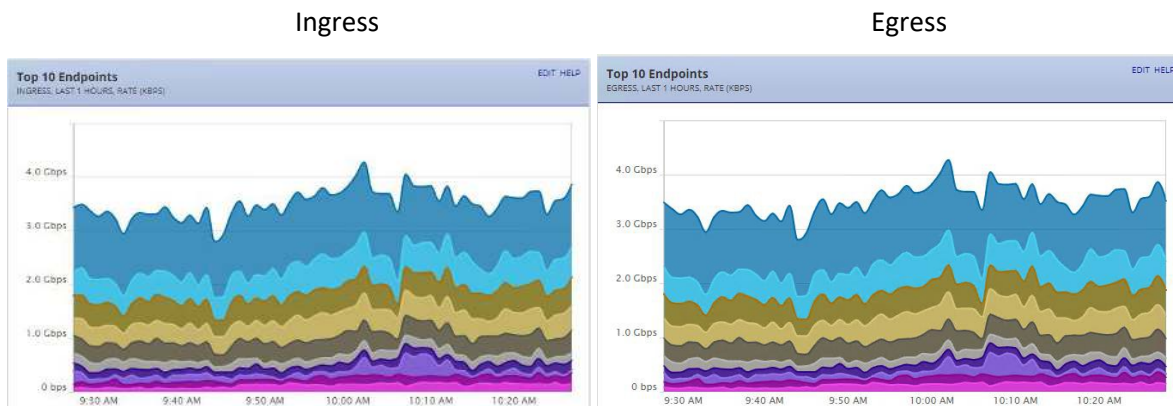 Ingress
Egress
Top 10 Endpoints
EDIT HELP
INGRESS, LAST 1 HOURS, RATE (KBPS)
4.0 Gbps
3.0 Gbps
2.0 Gbps
1.0 Gbps
0 bps
9:30 AM 9:40 AM 9:50 AM 10:00 AM 10:10 AM 10:20 AM
Top 10 Endpoints
EDIT HELP
EGRESS, LAST 1 HOURS, RATE (KBPS)
4.0 Gbps
3.0 Gbps
2.0 Gbps
1.0 Gbps
0 bps
9:30 AM 9:40 AM 9:50 AM 10:00 AM 10:10 AM 10:20 AM